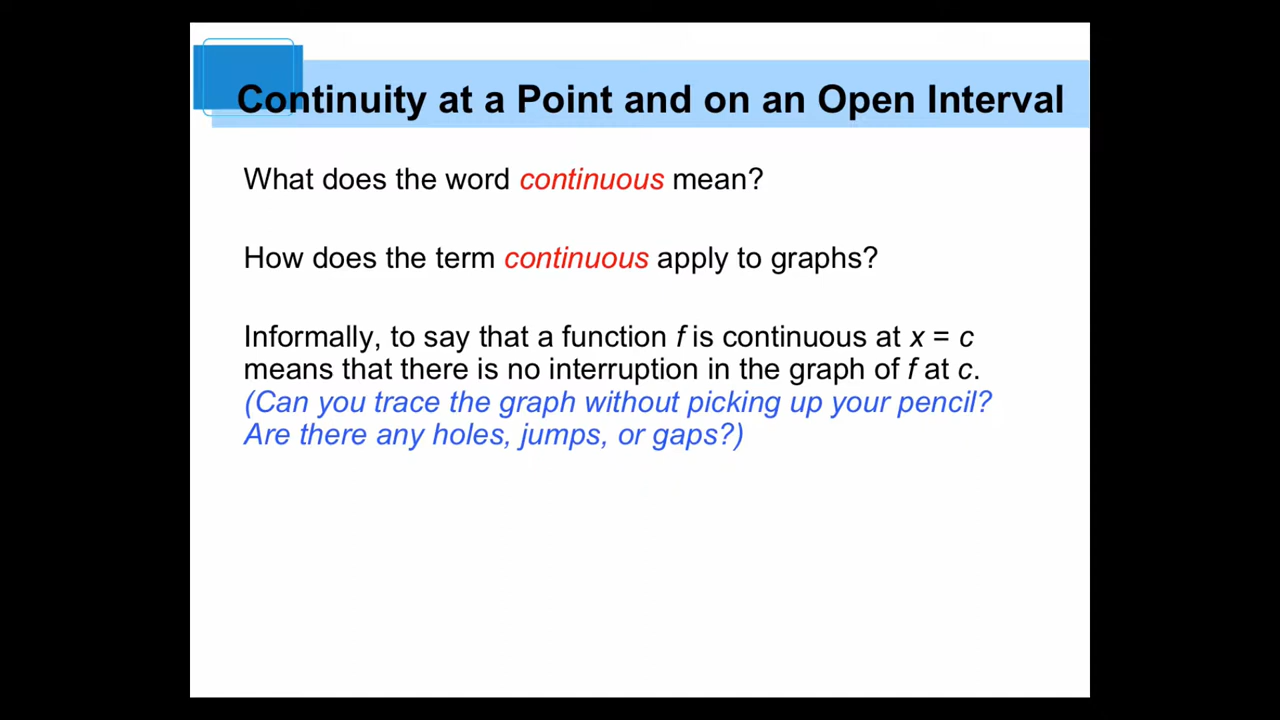 Continuity at a Point and on an Open Interval
What does the word continuous mean?
How does the term continuous apply to graphs?
Informally, to say that a function f is continuous at x = c
means that there is no interruption in the graph of f at c.
(Can you trace the graph without picking up your pencil?
Are there any holes, jumps, or gaps?)